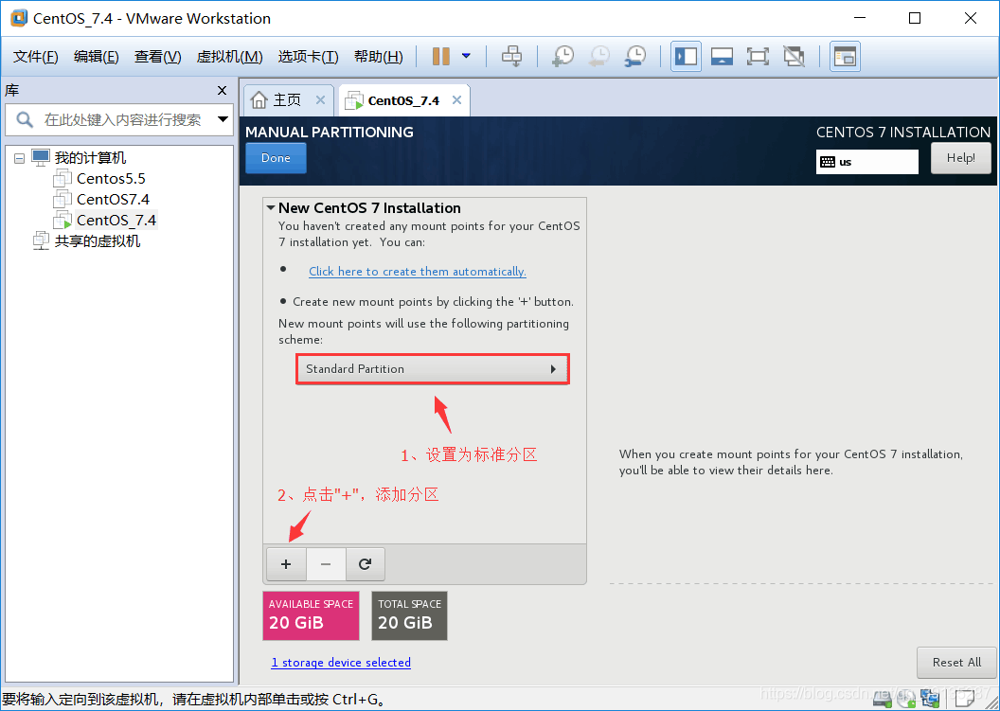 CentOS_7.4 - VMware Workstation
文件(F) 编辑(E) 查看(V) 虚拟机(M) 选项卡(T) 帮助(H)
库
在此处键入内容进行搜索
我的计算机
Centos5.5
CentOS7.4
CentOS_7.4
共享的虚拟机
主页
CentOS_7.4
MANUAL PARTITIONING
CENTOS 7 INSTALLATION
Done
us
Help!
New CentOS 7 Installation
You haven't created any mount points for your CentOS
7 installation yet. You can:
Click here to create them automatically.
Create new mount points by clicking the '+' button.
New mount points will use the following partitioning
scheme:
Standard Partition
1、设置为标准分区
2、点击"+"，添加分区
When you create mount points for your CentOS 7 installation,
you'll be able to view their details here.
AVAILABLE SPACE
20 GiB
TOTAL SPACE
20 GiB
1 storage device selected
Reset All
要将输入定向到该虚拟机，请在虚拟机内部单击或按 Ctrl+G。